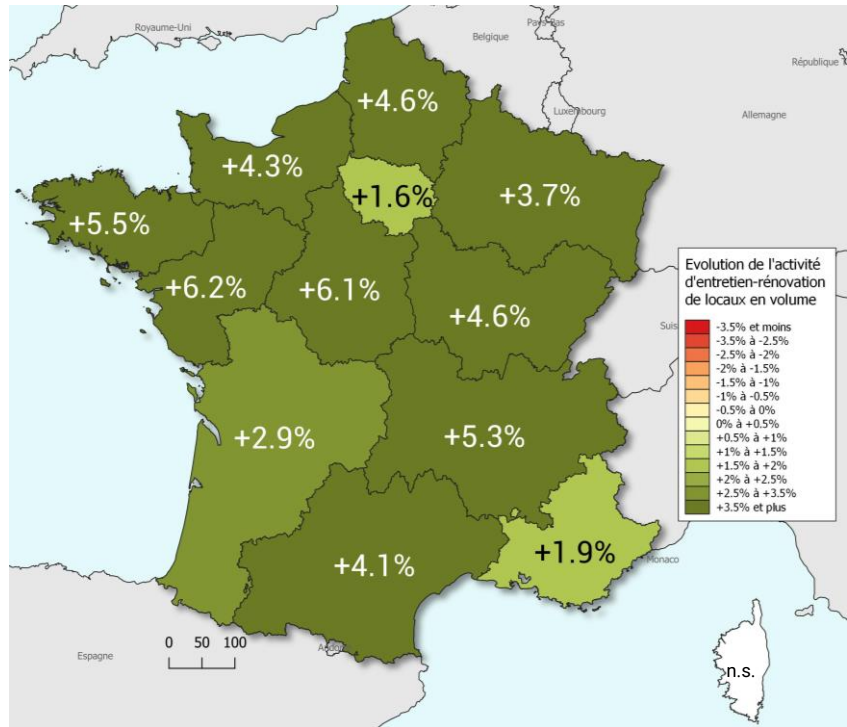 Royaume-Uni
Pays-Bas
Belgique
République
Luxembourg
Allemagne
+4.6%
+4.3%
+1.6%
+3.7%
+5.5%
+6.2%
+6.1%
+4.6%
Evolution de l'activité
d'entretien-rénovation
de locaux en volume
-3.5% et moins
-3.5% à -2.5%
-2.5% à -2%
-2% à -1.5%
-1.5% à -1%
-1% à -0.5%
-0.5% à 0%
0% à +0.5%
+0.5% à +1%
+1% à +1.5%
+1.5% à +2%
+2% à +2.5%
+2.5% à +3.5%
+3.5% et plus
+2.9%
+5.3%
+4.1%
+1.9%
Monaco
0 50 100
Espagne
n.s.